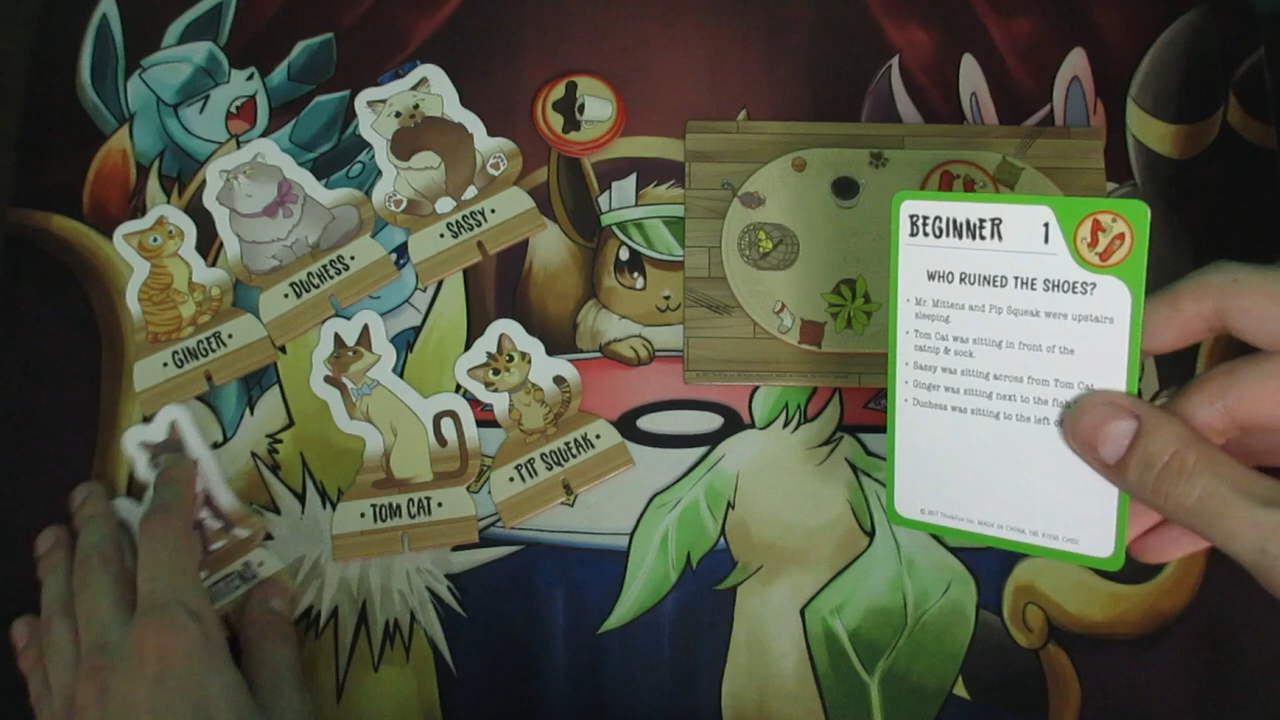 SASSY
DUCHESS
GINGER
PIP SQUEAK
TOM CAT
BEGINNER 1
WHO RUINED THE SHOES?
• Mr. Mittens and Pip Squeak were upstairs
sleeping.
• Tom Cat was sitting in front of the
catnip & sock.
• Sassy was sitting across from Tom Cat
• Ginger was sitting next to the fish
• Duchess was sitting to the left of